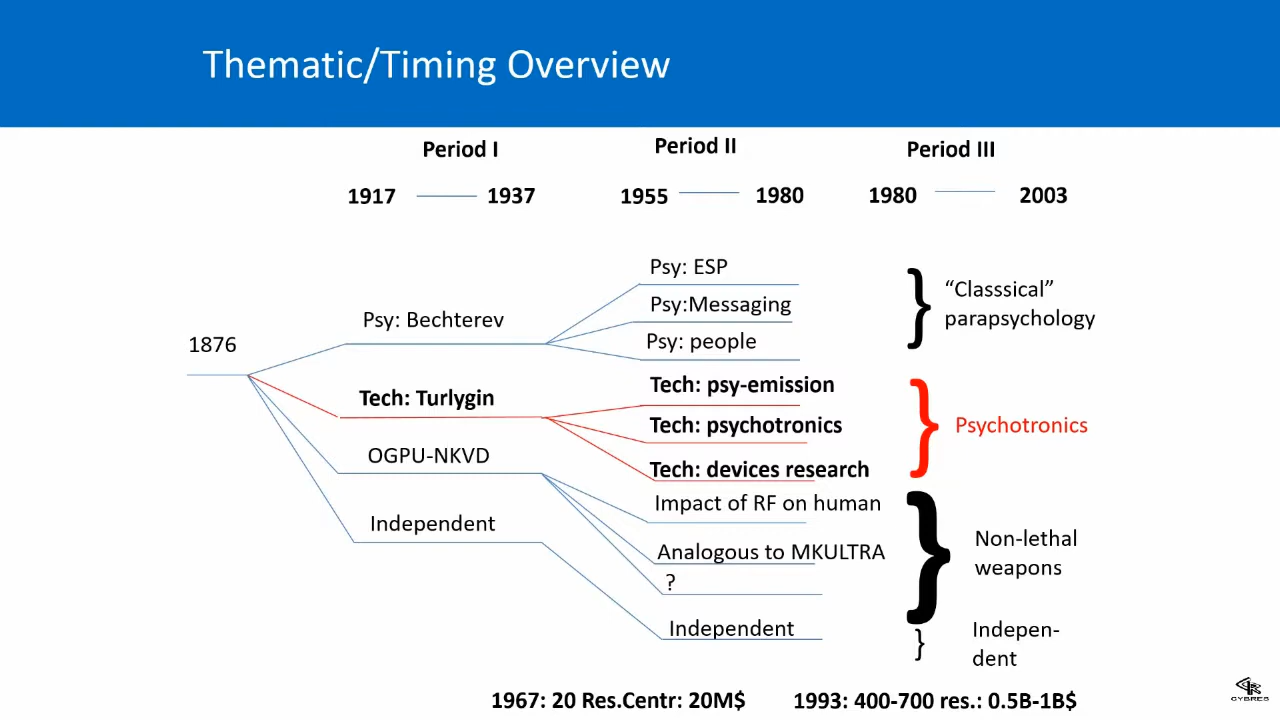 Thematic/Timing Overview
Period I
Period II
Period III
1917
1937
1955
1980
1980
2003
1876
Psy: Bechterev
Tech: Turlygin
OGPU-NKVD
Independent
Psy: ESP
Psy:Messaging
Psy: people
Tech: psy-emission
Tech: psychotronics
Tech: devices research
Impact of RF on human
Analogous to MKULTRA
?
Independent
“Classsical”
parapsychology
Psychotronics
Non-lethal
weapons
Indepen-
dent
1967: 20 Res.Centr: 20M$
1993: 400-700 res.: 0.5B-1B$
CYBRES